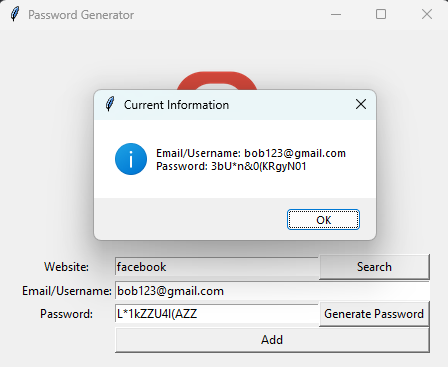 Password Generator
Current Information
Email/Username: bob123@gmail.com
Password: 3bU*n&0(KRgyN01
OK
Website: facebook Search
Email/Username: bob123@gmail.com
Password: L*1kZZU4l(AZZ Generate Password
Add